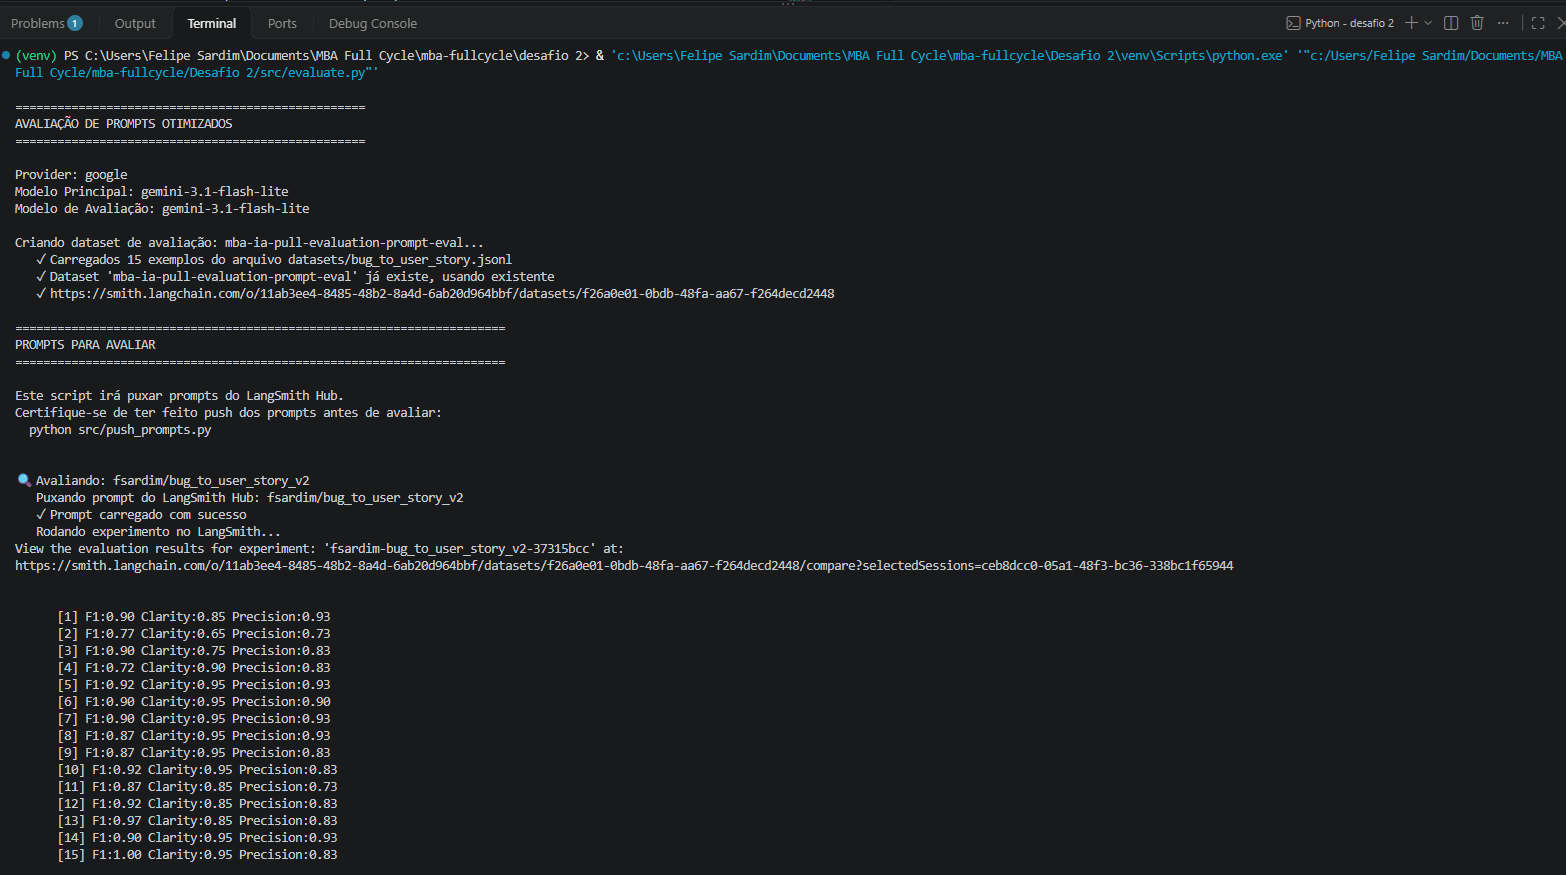 Problems 1 Output Terminal Ports Debug Console Python - desafio 2
(venv) PS C:\Users\Felipe Sardim\Documents\MBA Full Cycle\mba-fullcycle\desafio 2> & 'c:\Users\Felipe Sardim\Documents\MBA Full Cycle\mba-fullcycle\Desafio 2\venv\Scripts\python.exe' '"c:/Users/Felipe Sardim/Documents/MBA
Full Cycle/mba-fullcycle/Desafio 2/src/evaluate.py"'
==================================================
AVALIAÇÃO DE PROMPTS OTIMIZADOS
==================================================
Provider: google
Modelo Principal: gemini-3.1-flash-lite
Modelo de Avaliação: gemini-3.1-flash-lite
Criando dataset de avaliação: mba-ia-pull-evaluation-prompt-eval...
✓ Carregados 15 exemplos do arquivo datasets/bug_to_user_story.jsonl
✓ Dataset 'mba-ia-pull-evaluation-prompt-eval' já existe, usando existente
✓ https://smith.langchain.com/o/11ab3ee4-8485-48b2-8a4d-6ab20d964bbf/datasets/f26a0e01-0bdb-48fa-aa67-f264decd2448
======================================================================
PROMPTS PARA AVALIAR
======================================================================
Este script irá puxar prompts do LangSmith Hub.
Certifique-se de ter feito push dos prompts antes de avaliar:
python src/push_prompts.py
🔍 Avaliando: fsardim/bug_to_user_story_v2
Puxando prompt do LangSmith Hub: fsardim/bug_to_user_story_v2
✓ Prompt carregado com sucesso
Rodando experimento no LangSmith...
View the evaluation results for experiment: 'fsardim-bug_to_user_story_v2-37315bcc' at:
https://smith.langchain.com/o/11ab3ee4-8485-48b2-8a4d-6ab20d964bbf/datasets/f26a0e01-0bdb-48fa-aa67-f264decd2448/compare?selectedSessions=ceb8dcc0-05a1-48f3-bc36-338bc1f65944
[1] F1:0.90 Clarity:0.85 Precision:0.93
[2] F1:0.77 Clarity:0.65 Precision:0.73
[3] F1:0.90 Clarity:0.75 Precision:0.83
[4] F1:0.72 Clarity:0.90 Precision:0.83
[5] F1:0.92 Clarity:0.95 Precision:0.93
[6] F1:0.90 Clarity:0.95 Precision:0.90
[7] F1:0.90 Clarity:0.95 Precision:0.93
[8] F1:0.87 Clarity:0.95 Precision:0.93
[9] F1:0.87 Clarity:0.95 Precision:0.83
[10] F1:0.92 Clarity:0.95 Precision:0.83
[11] F1:0.87 Clarity:0.85 Precision:0.73
[12] F1:0.92 Clarity:0.85 Precision:0.83
[13] F1:0.97 Clarity:0.85 Precision:0.83
[14] F1:0.90 Clarity:0.95 Precision:0.93
[15] F1:1.00 Clarity:0.95 Precision:0.83